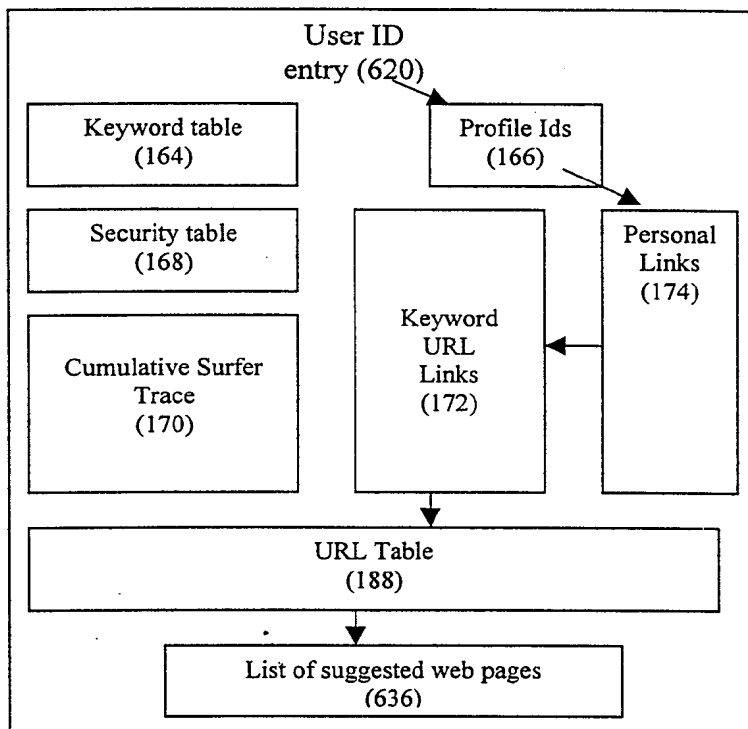 User ID
entry (620)
Keyword table
(164)
Profile Ids
(166)
Security table
(168)
Personal
Links
(174)
Keyword
URL
Links
(172)
Cumulative Surfer
Trace
(170)
URL Table
(188)
List of suggested web pages
(636)